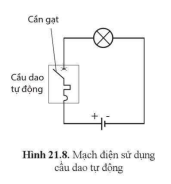 Cần gạt
Cầu dao
tự động
+ -
Hình 21.8. Mạch điện sử dụng
cầu dao tự động